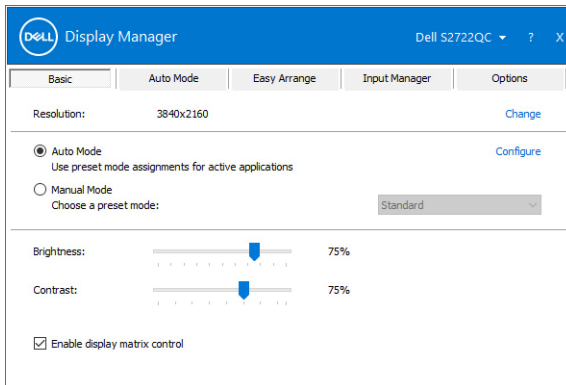 DELL Display Manager Dell S2722QC ? X
Basic Auto Mode Easy Arrange Input Manager Options
Resolution: 3840x2160 Change
Auto Mode Configure
Use preset mode assignments for active applications
Manual Mode
Choose a preset mode: Standard
Brightness: 75%
Contrast: 75%
Enable display matrix control